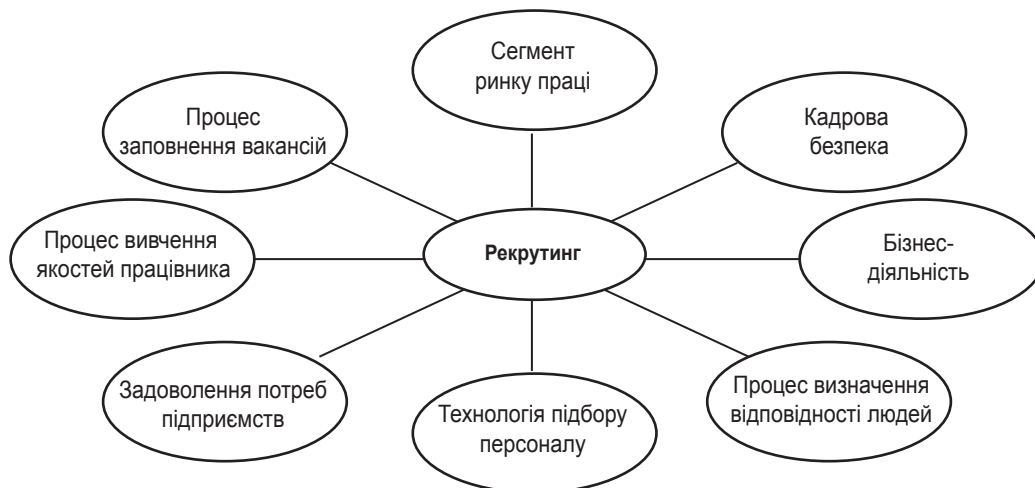 Сегмент
ринку праці
Процес
заповнення вакансій
Кадрова
безпека
Процес вивчення
якостей працівника
Рекрутинг
Бізнес-
діяльність
Задоволення потреб
підприємств
Технологія підбору
персоналу
Процес визначення
відповідності людей